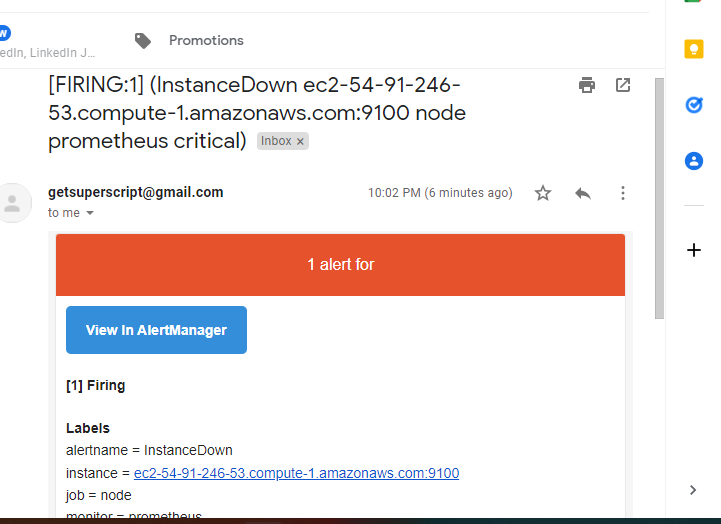 w
edIn, LinkedIn J...
Promotions
[FIRING:1] (InstanceDown ec2-54-91-246-
53.compute-1.amazonaws.com:9100 node
prometheus critical) Inbox x
getsuperscript@gmail.com 10:02 PM (6 minutes ago)
to me
1 alert for
View In AlertManager
[1] Firing
Labels
alertname = InstanceDown
instance = ec2-54-91-246-53.compute-1.amazonaws.com:9100
job = node
monitor = prometheus